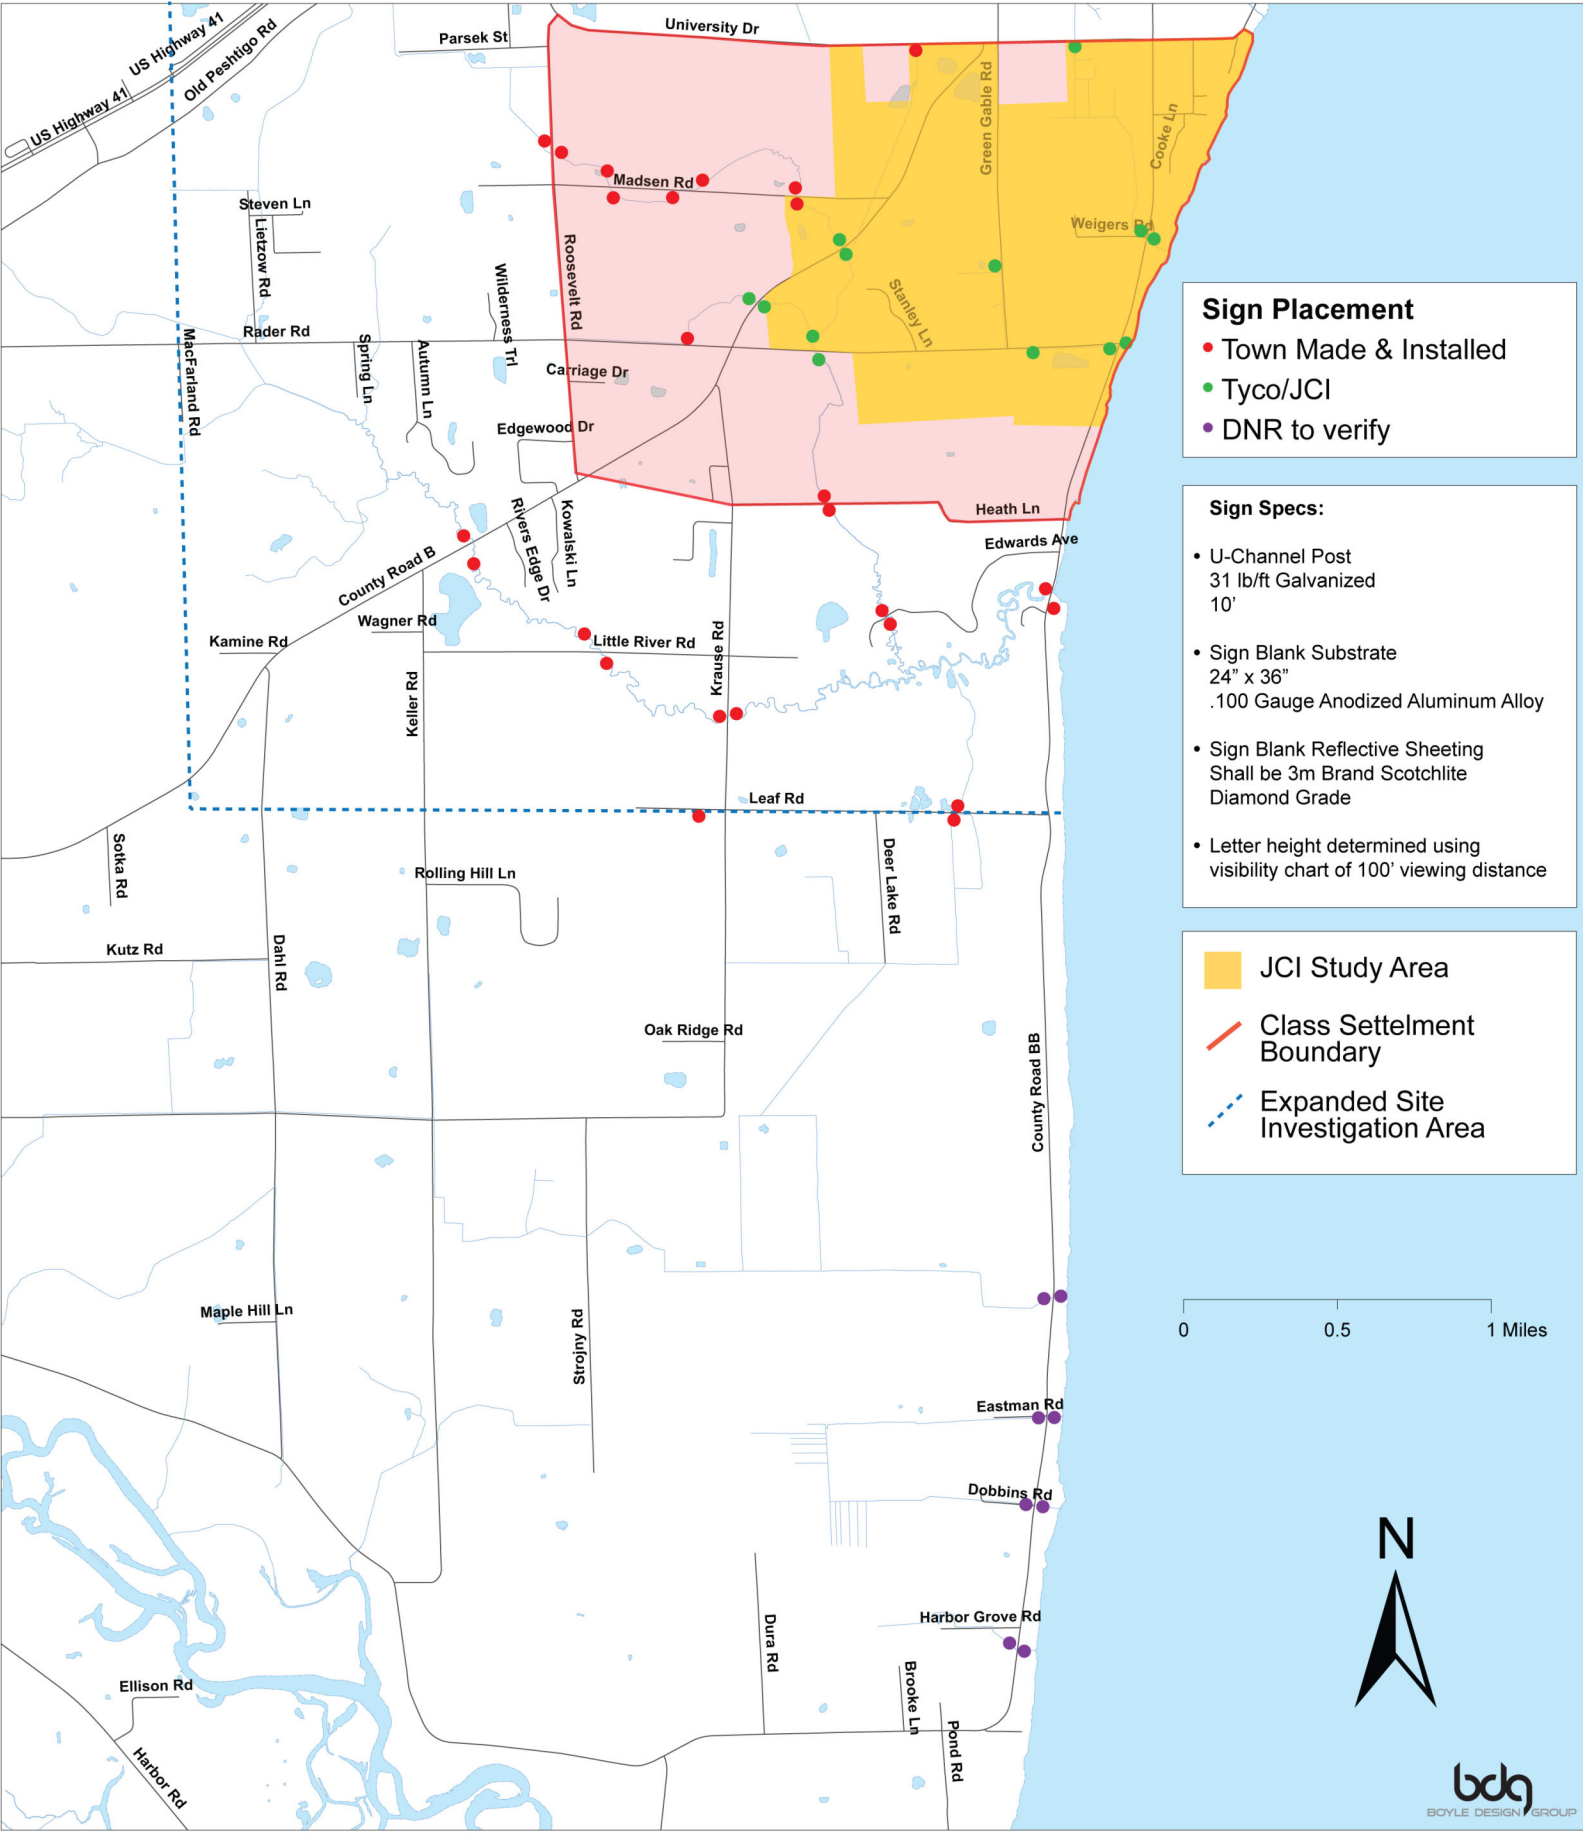 University Dr
Parsek St
US Highway 41
Old Peshtigo Rd
US Highway 41
Green Gable Rd
Cooke Ln
Madsen Rd
Steven Ln
Lietzow Rd
Weigers Rd
Roosevelt Rd
Wilderness Trl
Stanley Ln
Rader Rd
MacFarland Rd
Spring Ln
Autumn Ln
Carriage Dr
Edgewood Dr
Rivers Edge Dr
Kowalski Ln
Heath Ln
Edwards Ave
County Road B
Wagner Rd
Kamine Rd
Little River Rd
Krause Rd
Keller Rd
Leaf Rd
Sotka Rd
Rolling Hill Ln
Deer Lake Rd
Kutz Rd
Dahl Rd
Oak Ridge Rd
County Road BB
Maple Hill Ln
Strojny Rd
Eastman Rd
Dobbins Rd
Harbor Grove Rd
Dura Rd
Brooke Ln
Pond Rd
Ellison Rd
Harbor Rd
Sign Placement
• Town Made & Installed
• Tyco/JCI
• DNR to verify
Sign Specs:
• U-Channel Post
31 lb/ft Galvanized
10’
• Sign Blank Substrate
24” x 36”
.100 Gauge Anodized Aluminum Alloy
• Sign Blank Reflective Sheeting
Shall be 3m Brand Scotchlite
Diamond Grade
• Letter height determined using
visibility chart of 100’ viewing distance
JCI Study Area
Class Settelment
Boundary
Expanded Site
Investigation Area
0 0.5 1 Miles
N
bdg
BOYLE DESIGN GROUP